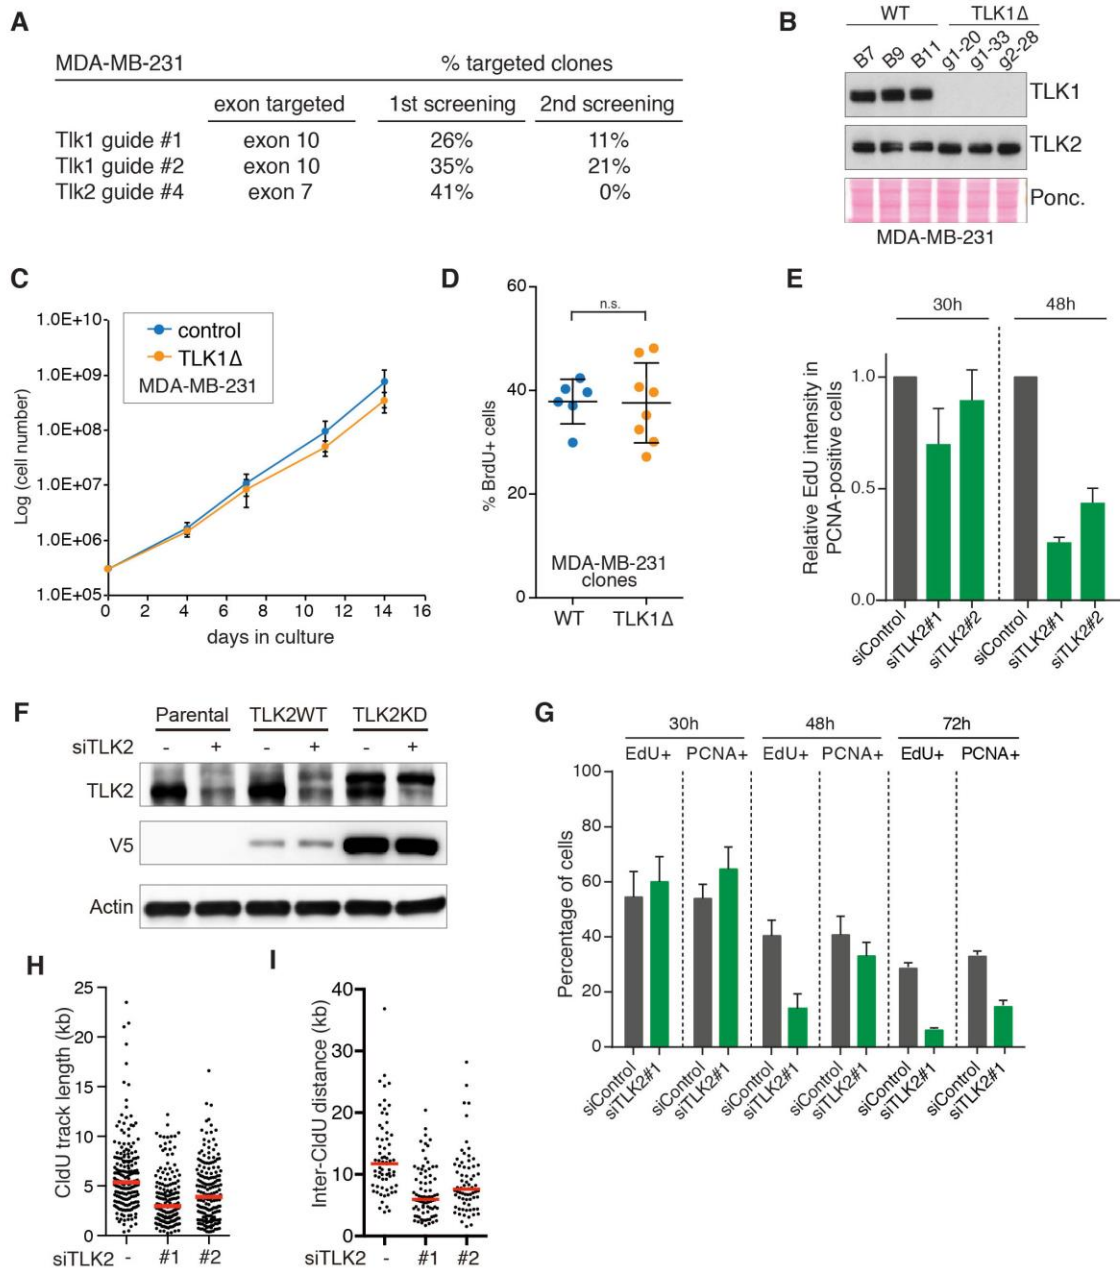 A
MDA-MB-231 % targeted clones
exon targeted 1st screening 2nd screening
Tlk1 guide #1 exon 10 26% 11%
Tlk1 guide #2 exon 10 35% 21%
Tlk2 guide #4 exon 7 41% 0%
B
WT TLK1Δ
B7 B9 B11 g1-20 g1-33 g2-28
TLK1
TLK2
Ponc.
MDA-MB-231
C
1.0E+10
1.0E+09
1.0E+08
1.0E+07
1.0E+06
1.0E+05
Log (cell number)
control
TLK1Δ
MDA-MB-231
0 2 4 6 8 10 12 14 16
days in culture
D
60
40
20
0
% BrdU+ cells
n.s.
MDA-MB-231
clones
WT TLK1Δ
E
30h 48h
Relative EdU intensity in
PCNA-positive cells
1.0
0.5
0.0
siControl siTLK2#1 siTLK2#2 siControl siTLK2#1 siTLK2#2
F
Parental TLK2WT TLK2KD
siTLK2 - + - + - +
TLK2
V5
Actin
G
30h 48h 72h
EdU+ PCNA+ EdU+ PCNA+ EdU+ PCNA+
Percentage of cells
100
80
60
40
20
0
siControl siTLK2#1 siControl siTLK2#1 siControl siTLK2#1 siControl siTLK2#1 siControl siTLK2#1 siControl siTLK2#1
H
CldU track length (kb)
25
20
15
10
5
0
siTLK2 - #1 #2
I
Inter-CldU distance (kb)
40
30
20
10
0
siTLK2 - #1 #2